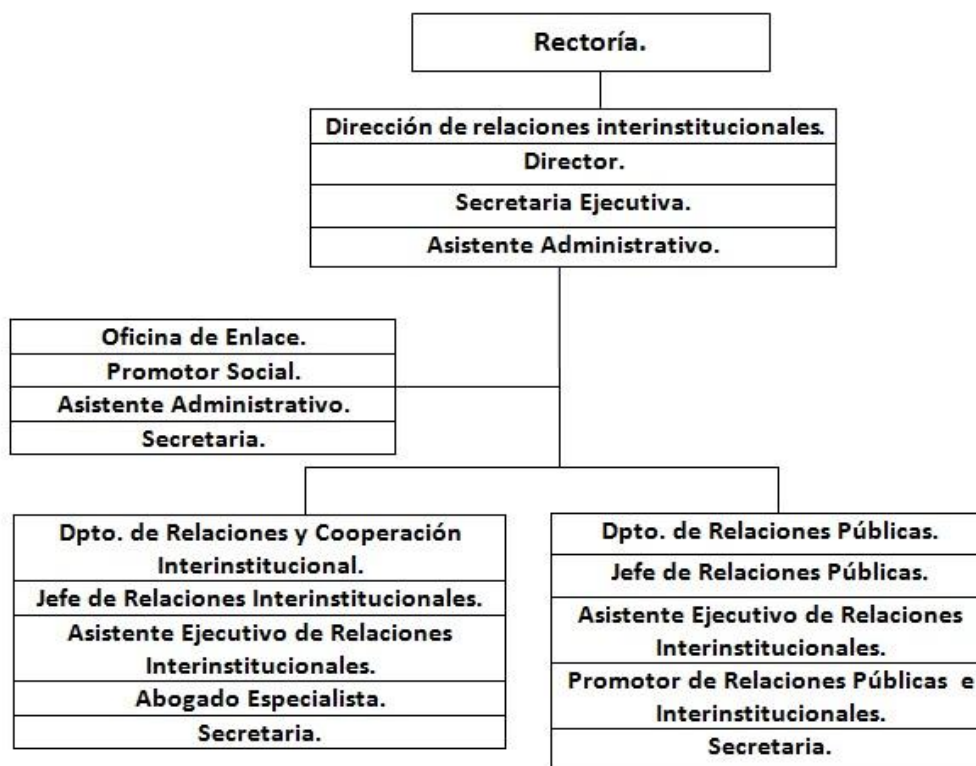 Rectoría.
Dirección de relaciones interinstitucionales.
Director.
Secretaria Ejecutiva.
Asistente Administrativo.
Oficina de Enlace.
Promotor Social.
Asistente Administrativo.
Secretaria.
Dpto. de Relaciones y Cooperación
Interinstitucional.
Jefe de Relaciones Interinstitucionales.
Asistente Ejecutivo de Relaciones
Interinstitucionales.
Abogado Especialista.
Secretaria.
Dpto. de Relaciones Públicas.
Jefe de Relaciones Públicas.
Asistente Ejecutivo de Relaciones
Interinstitucionales.
Promotor de Relaciones Públicas e
Interinstitucionales.
Secretaria.